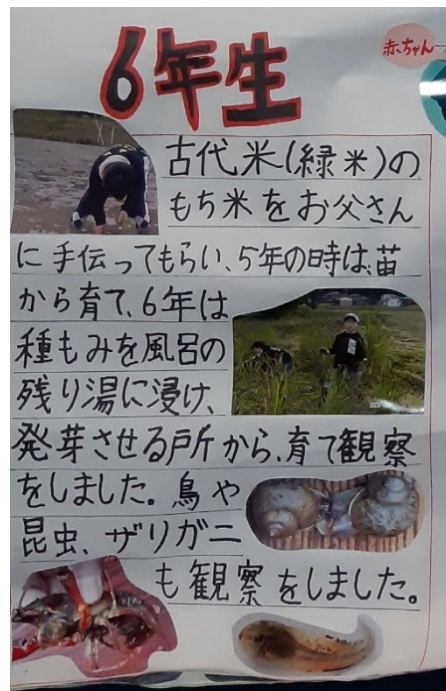 6年生
赤ちゃん
古代米(緑米)の
もち米をお父さん
に手伝ってもらい、5年の時は、苗
から育て、6年は
種もみを風呂の
残り湯に浸け、
発芽させる戸所から、育て観察
をしました。鳥や
昆虫、ザリガニ
も観察をしました。